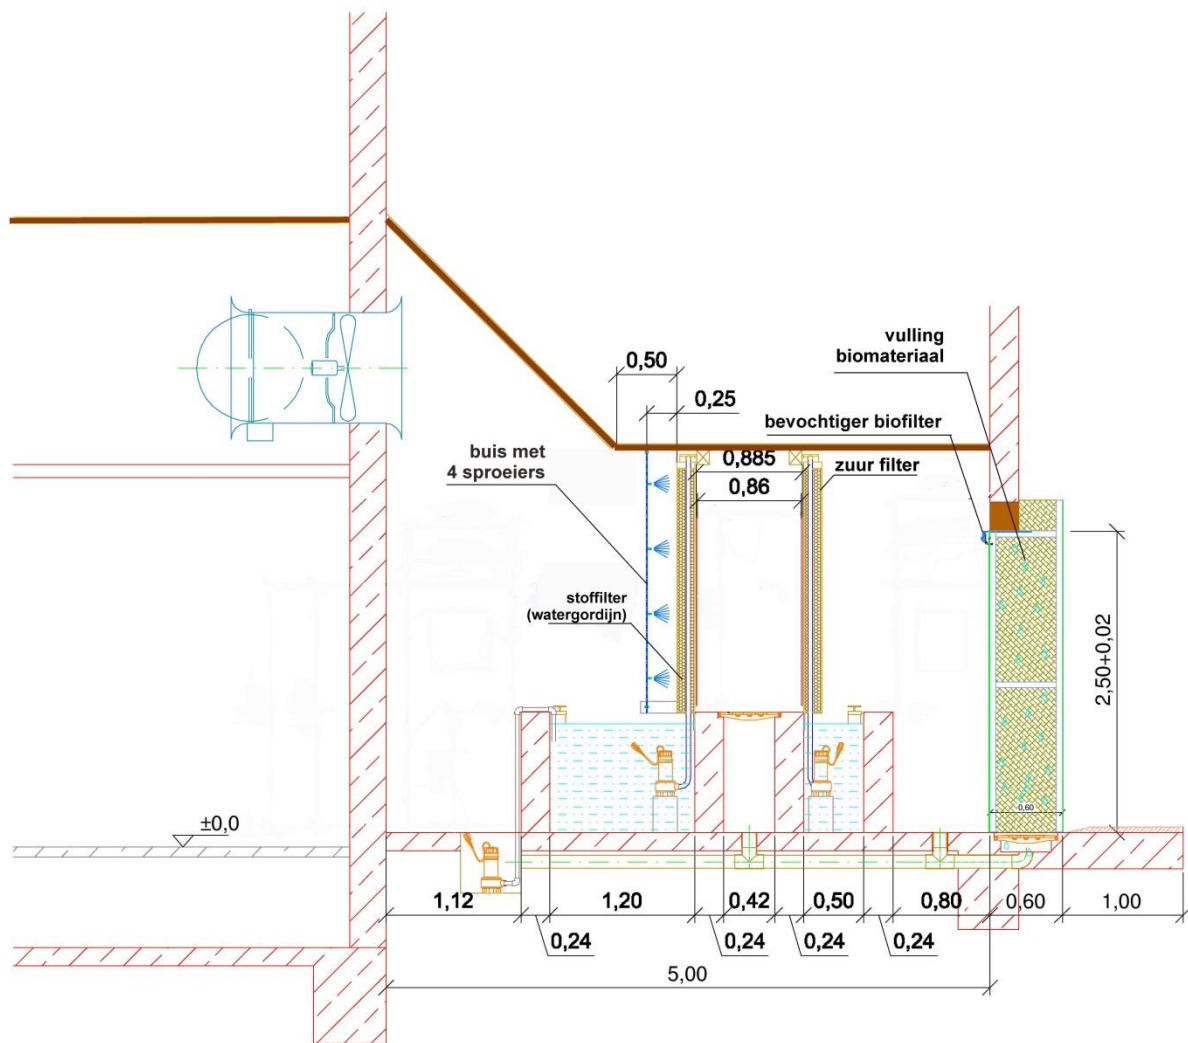 vulling
biomateriaal
0,50
0,25
bevochtiger biofilter
buis met
4 sproeiers
0,885
zuur filter
0,86
stoffilter
(watergordijn)
2,50+0,02
0,60
±0,0
1,12
1,20
0,42
0,50
0,80
0,60
1,00
0,24
0,24
0,24
0,24
5,00